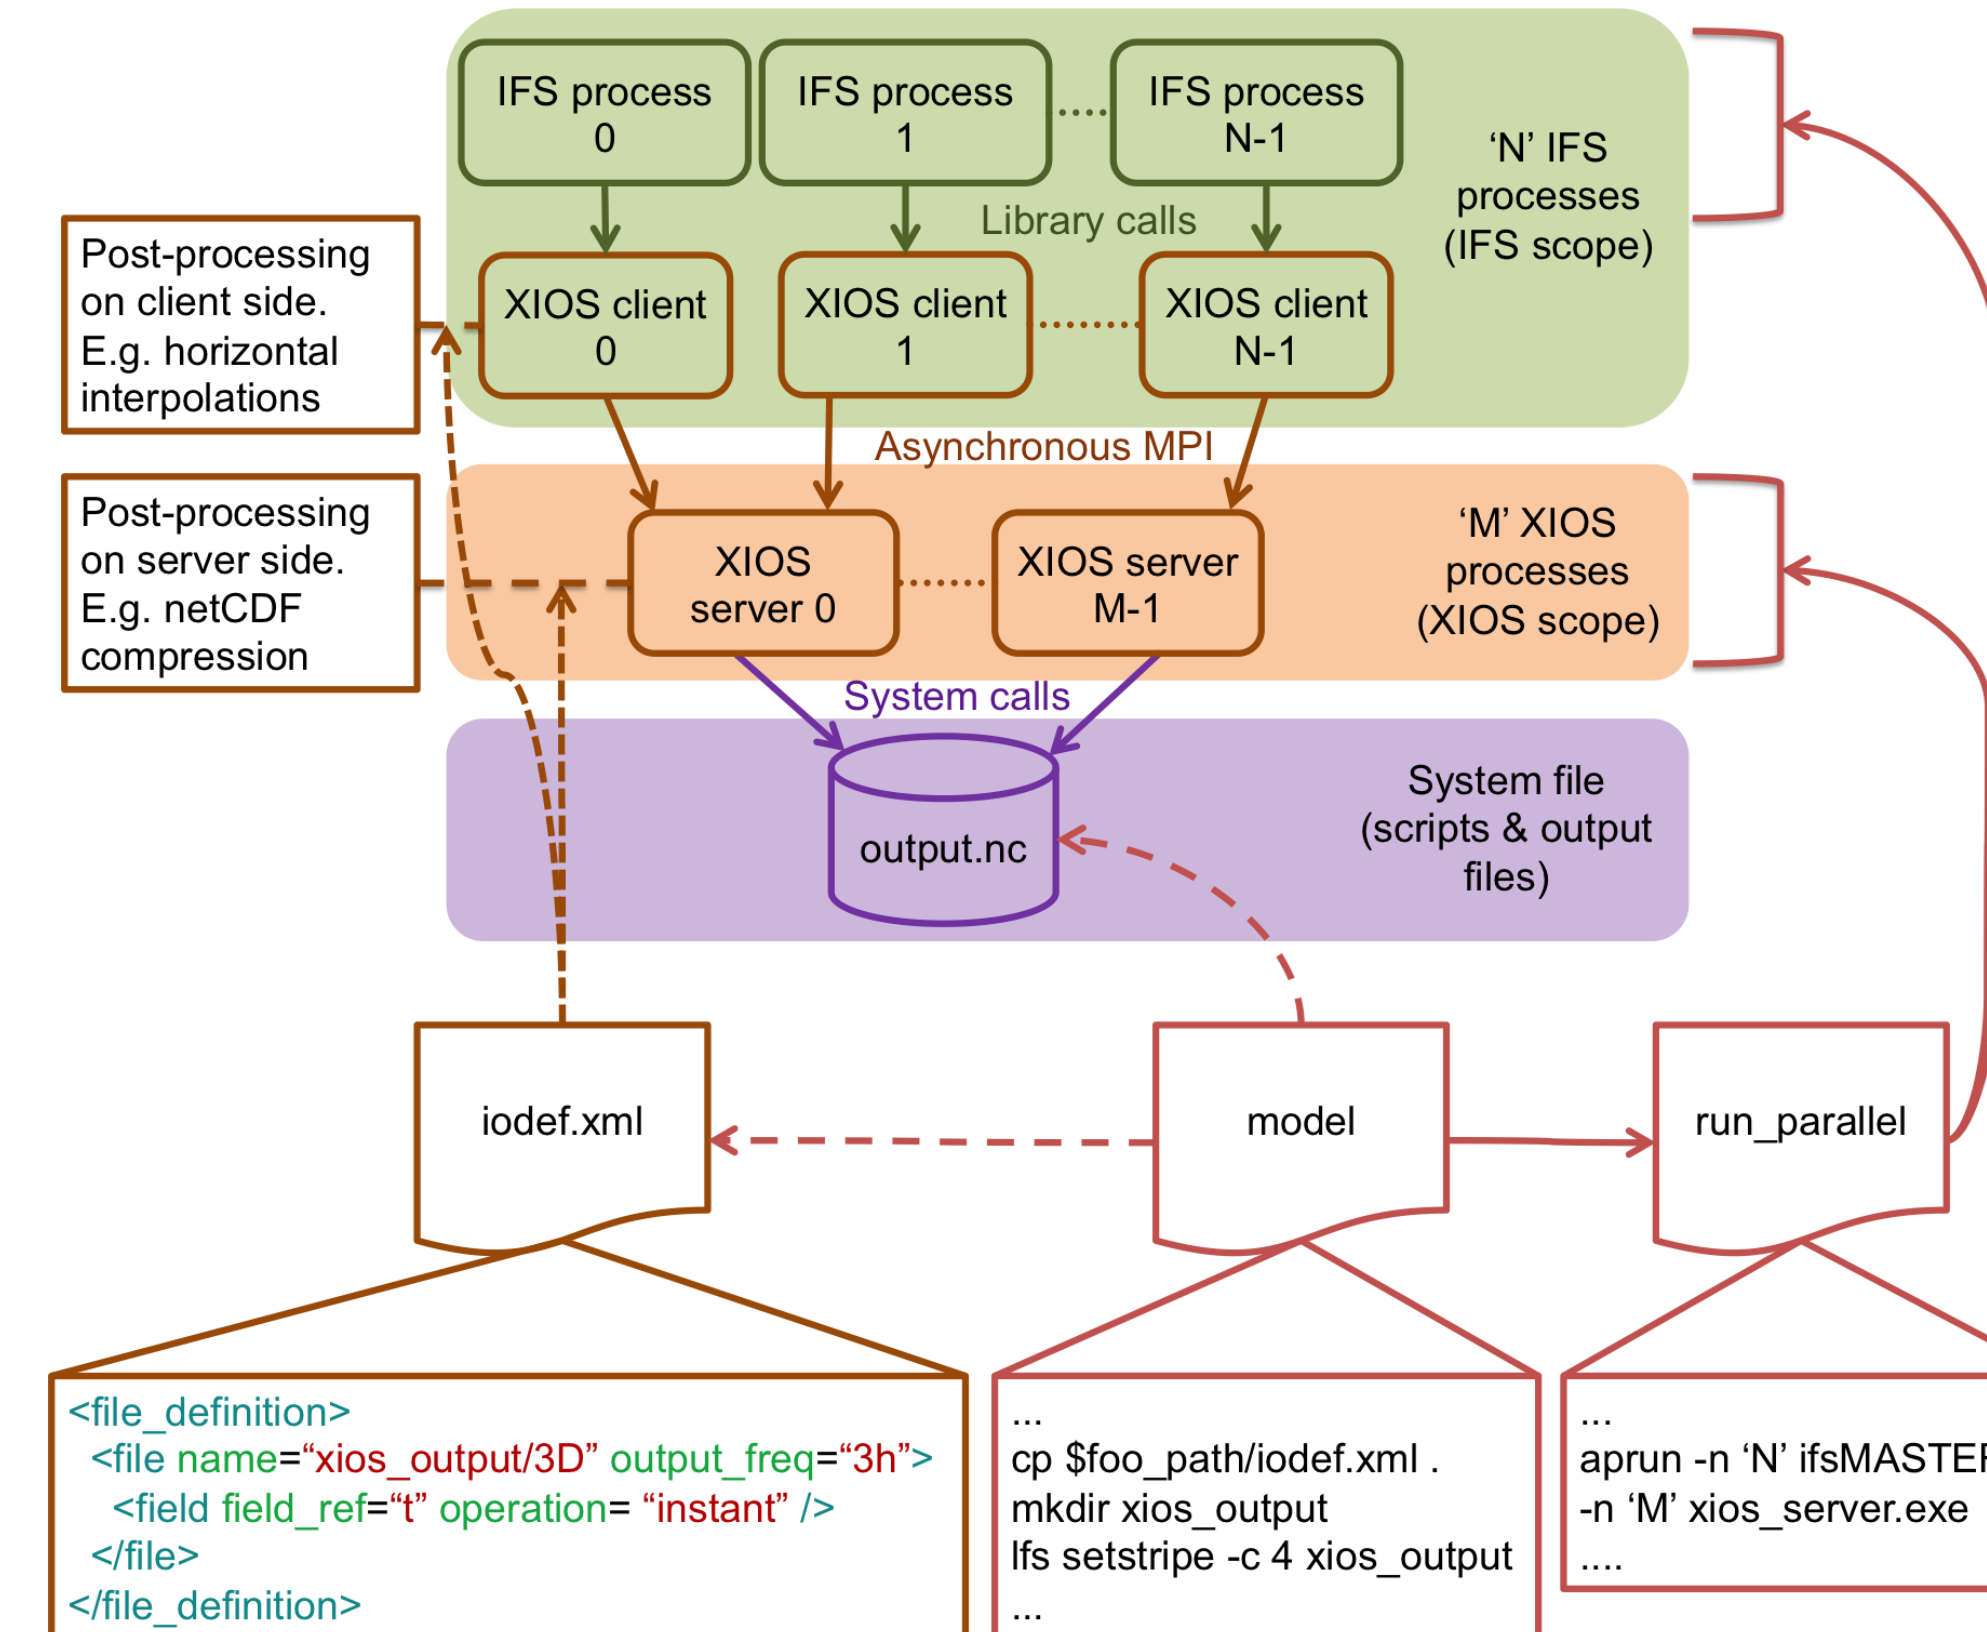 IFS process
0
IFS process
1
IFS process
N-1
‘N’ IFS
processes
(IFS scope)
Library calls
Post-processing
on client side.
E.g. horizontal
interpolations
XIOS client
0
XIOS client
1
XIOS client
N-1
Asynchronous MPI
Post-processing
on server side.
E.g. netCDF
compression
XIOS
server 0
XIOS server
M-1
‘M’ XIOS
processes
(XIOS scope)
System calls
output.nc
System file
(scripts & output
files)
iodef.xml
model
run_parallel
<file_definition>
<file name=“xios_output/3D” output_freq=“3h”>
<field field_ref=“t” operation= “instant” />
</file>
</file_definition>
...
cp $foo_path/iodef.xml .
mkdir xios_output
lfs setstripe -c 4 xios_output
...
...
aprun -n ‘N’ ifsMASTER
-n ‘M’ xios_server.exe
....